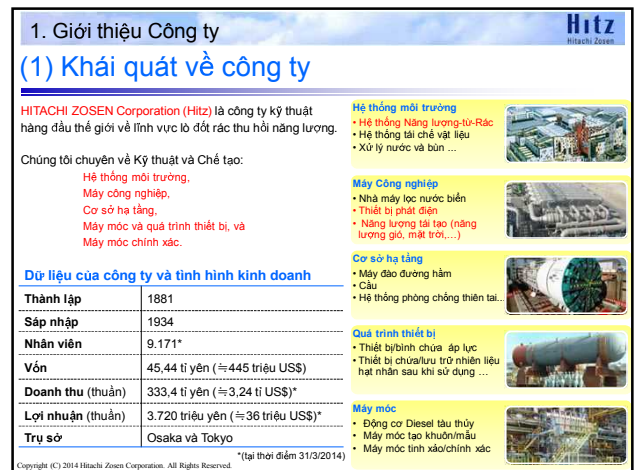 1. Giới thiệu Công ty
Hitz
Hitachi Zosen
(1) Khái quát về công ty
HITACHI ZOSEN Corporation (Hitz) là công ty kỹ thuật
hàng đầu thế giới về lĩnh vực lò đốt rác thu hồi năng lượng.
Chúng tôi chuyên về Kỹ thuật và Chế tạo:
Hệ thống môi trường,
Máy công nghiệp,
Cơ sở hạ tầng,
Máy móc và quá trình thiết bị, và
Máy móc chính xác.
Dữ liệu của công ty và tình hình kinh doanh
Thành lập 1881
Sáp nhập 1934
Nhân viên 9.171*
Vốn 45,44 tỉ yên (≒445 triệu US$)
Doanh thu (thuần) 333,4 tỉ yên (≒3,24 tỉ US$)*
Lợi nhuận (thuần) 3.720 triệu yên (≒36 triệu US$)*
Trụ sở Osaka và Tokyo
*(tại thời điểm 31/3/2014)
Copyright (C) 2014 Hitachi Zosen Corporation. All Rights Reserved.
Hệ thống môi trường
• Hệ thống Năng lượng-từ-Rác
• Hệ thống tái chế vật liệu
• Xử lý nước và bùn ...
Máy Công nghiệp
• Nhà máy lọc nước biển
• Thiết bị phát điện
• Năng lượng tái tạo (năng
lượng gió, mặt trời,...)
Cơ sở hạ tầng
• Máy đào đường hầm
• Cầu
• Hệ thống phòng chống thiên tai...
Quá trình thiết bị
• Thiết bị/bình chứa áp lực
• Thiết bị chứa/lưu trữ nhiên liệu
hạt nhân sau khi sử dụng ...
Máy móc
• Động cơ Diesel tàu thủy
• Máy móc tạo khuôn/mẫu
• Máy móc tinh xảo/chính xác